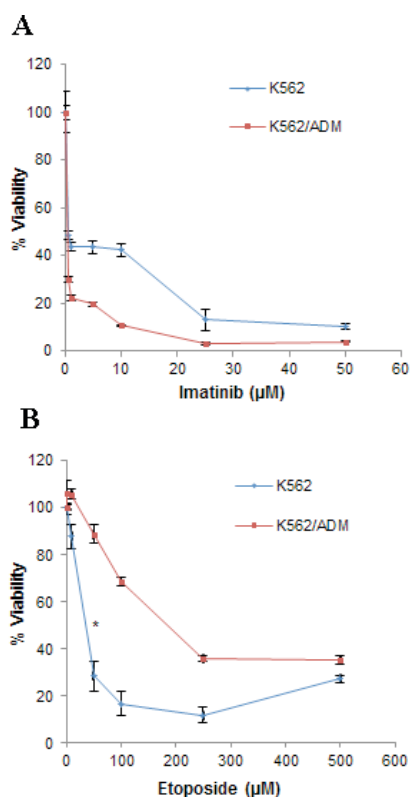 A
120
100
80
60
40
20
0
% Viability
K562
K562/ADM
0 10 20 30 40 50 60
Imatinib (µM)
B
120
100
80
60
40
20
0
% Viability
K562
K562/ADM
*
0 100 200 300 400 500 600
Etoposide (µM)